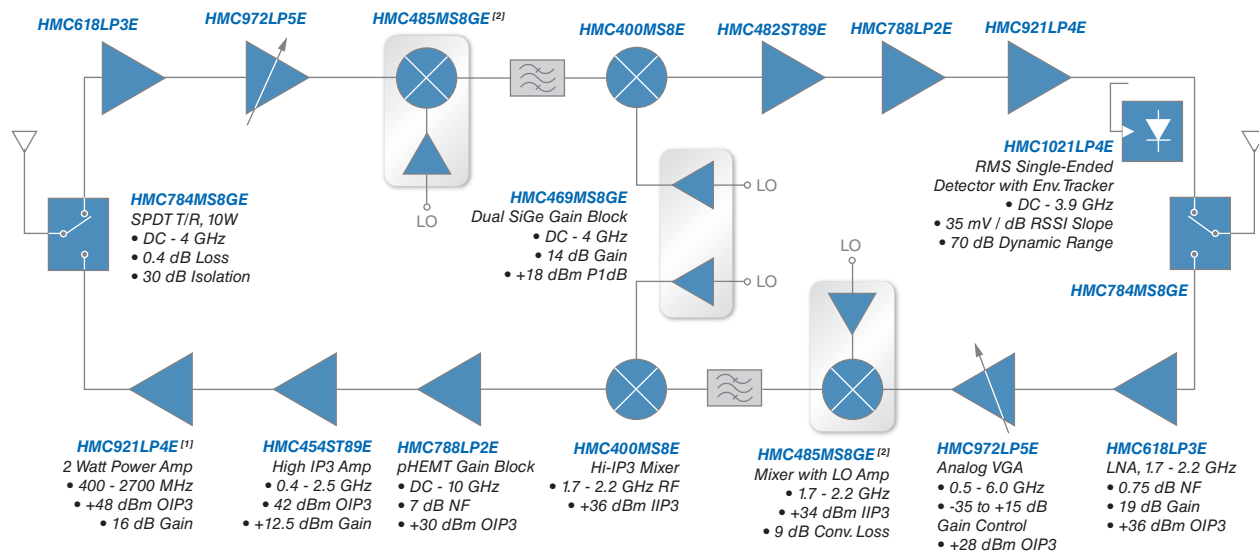 HMC618LP3E
HMC972LP5E
HMC485MS8GE [2]
HMC400MS8E
HMC482ST89E
HMC788LP2E
HMC921LP4E
LO
HMC784MS8GE
SPDT T/R, 10W
• DC - 4 GHz
• 0.4 dB Loss
• 30 dB Isolation
HMC469MS8GE
Dual SiGe Gain Block
• DC - 4 GHz
• 14 dB Gain
• +18 dBm P1dB
LO
LO
LO
HMC1021LP4E
RMS Single-Ended
Detector with Env. Tracker
• DC - 3.9 GHz
• 35 mV / dB RSSI Slope
• 70 dB Dynamic Range
HMC784MS8GE
HMC921LP4E [1]
2 Watt Power Amp
• 400 - 2700 MHz
• +48 dBm OIP3
• 16 dB Gain
HMC454ST89E
High IP3 Amp
• 0.4 - 2.5 GHz
• 42 dBm OIP3
• +12.5 dBm Gain
HMC788LP2E
pHEMT Gain Block
• DC - 10 GHz
• 7 dB NF
• +30 dBm OIP3
HMC400MS8E
Hi-IP3 Mixer
• 1.7 - 2.2 GHz RF
• +36 dBm IIP3
HMC485MS8GE [2]
Mixer with LO Amp
• 1.7 - 2.2 GHz
• +34 dBm IIP3
• 9 dB Conv. Loss
HMC972LP5E
Analog VGA
• 0.5 - 6.0 GHz
• -35 to +15 dB
Gain Control
• +28 dBm OIP3
HMC618LP3E
LNA, 1.7 - 2.2 GHz
• 0.75 dB NF
• 19 dB Gain
• +36 dBm OIP3